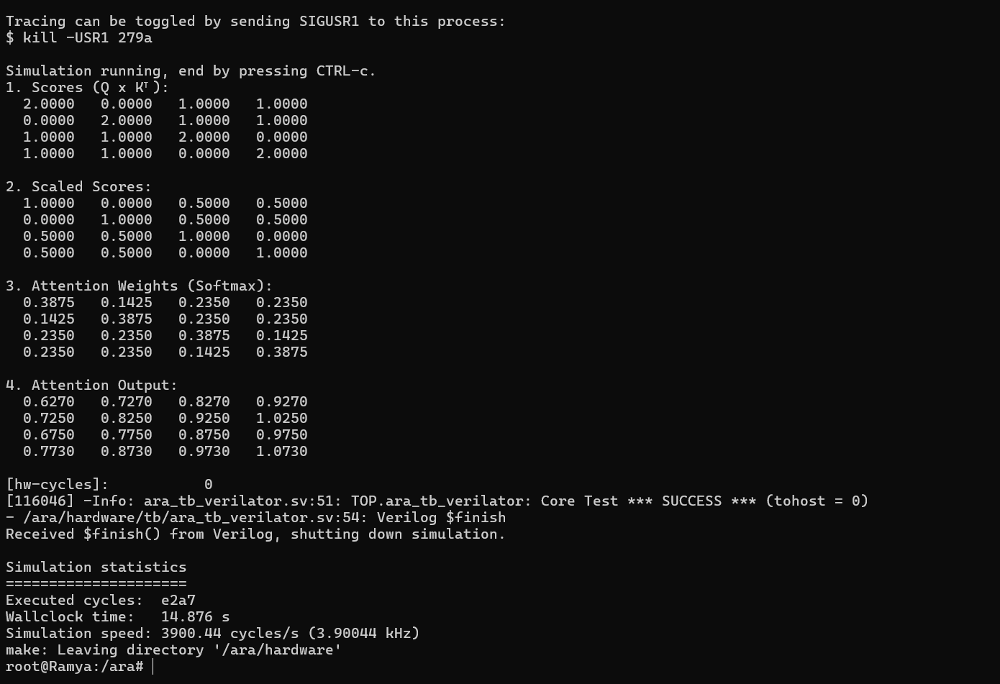 Tracing can be toggled by sending SIGUSR1 to this process:
$ kill -USR1 279a
Simulation running, end by pressing CTRL-c.
1. Scores (Q x Kᵀ):
2.0000   0.0000   1.0000   1.0000
0.0000   2.0000   1.0000   1.0000
1.0000   1.0000   2.0000   0.0000
1.0000   1.0000   0.0000   2.0000
2. Scaled Scores:
1.0000   0.0000   0.5000   0.5000
0.0000   1.0000   0.5000   0.5000
0.5000   0.5000   1.0000   0.0000
0.5000   0.5000   0.0000   1.0000
3. Attention Weights (Softmax):
0.3875   0.1425   0.2350   0.2350
0.1425   0.3875   0.2350   0.2350
0.2350   0.2350   0.3875   0.1425
0.2350   0.2350   0.1425   0.3875
4. Attention Output:
0.6270   0.7270   0.8270   0.9270
0.7250   0.8250   0.9250   1.0250
0.6750   0.7750   0.8750   0.9750
0.7730   0.8730   0.9730   1.0730
[hw-cycles]:           0
[116046] -Info: ara_tb_verilator.sv:51: TOP.ara_tb_verilator: Core Test *** SUCCESS *** (tohost = 0)
- /ara/hardware/tb/ara_tb_verilator.sv:54: Verilog $finish
Received $finish() from Verilog, shutting down simulation.
Simulation statistics
=====================
Executed cycles:  e2a7
Wallclock time:   14.876 s
Simulation speed: 3900.44 cycles/s (3.90044 kHz)
make: Leaving directory '/ara/hardware'
root@Ramya:/ara#